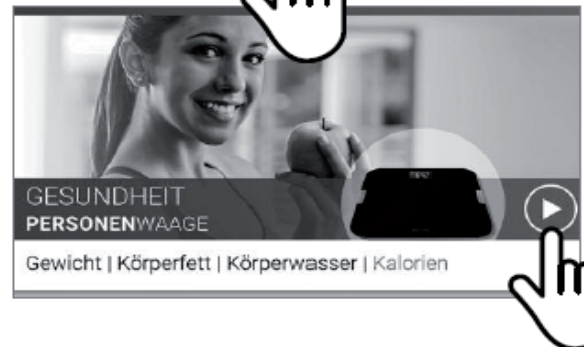 GESUNDHEIT
PERSONENWAAGE
Gewicht | Körperfett | Körperwasser | Kalorien